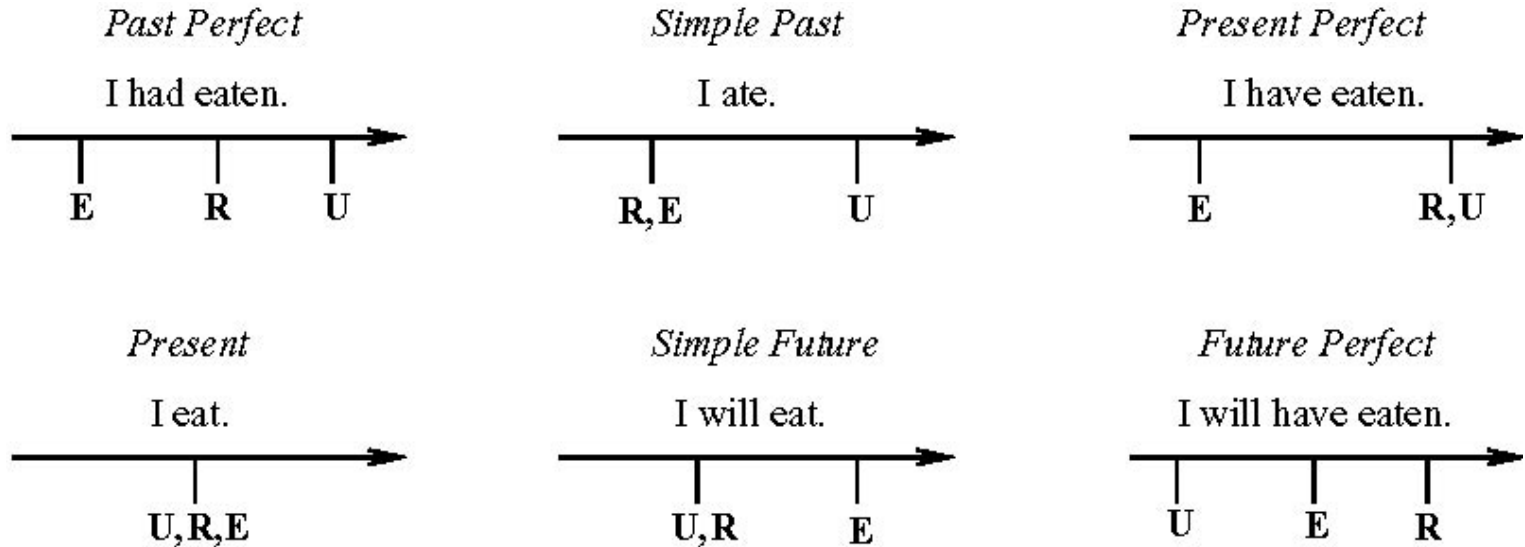 Past Perfect
I had eaten.
E R U
Simple Past
I ate.
R,E U
Present Perfect
I have eaten.
E R,U
Present
I eat.
U,R,E
Simple Future
I will eat.
U,R E
Future Perfect
I will have eaten.
U E R